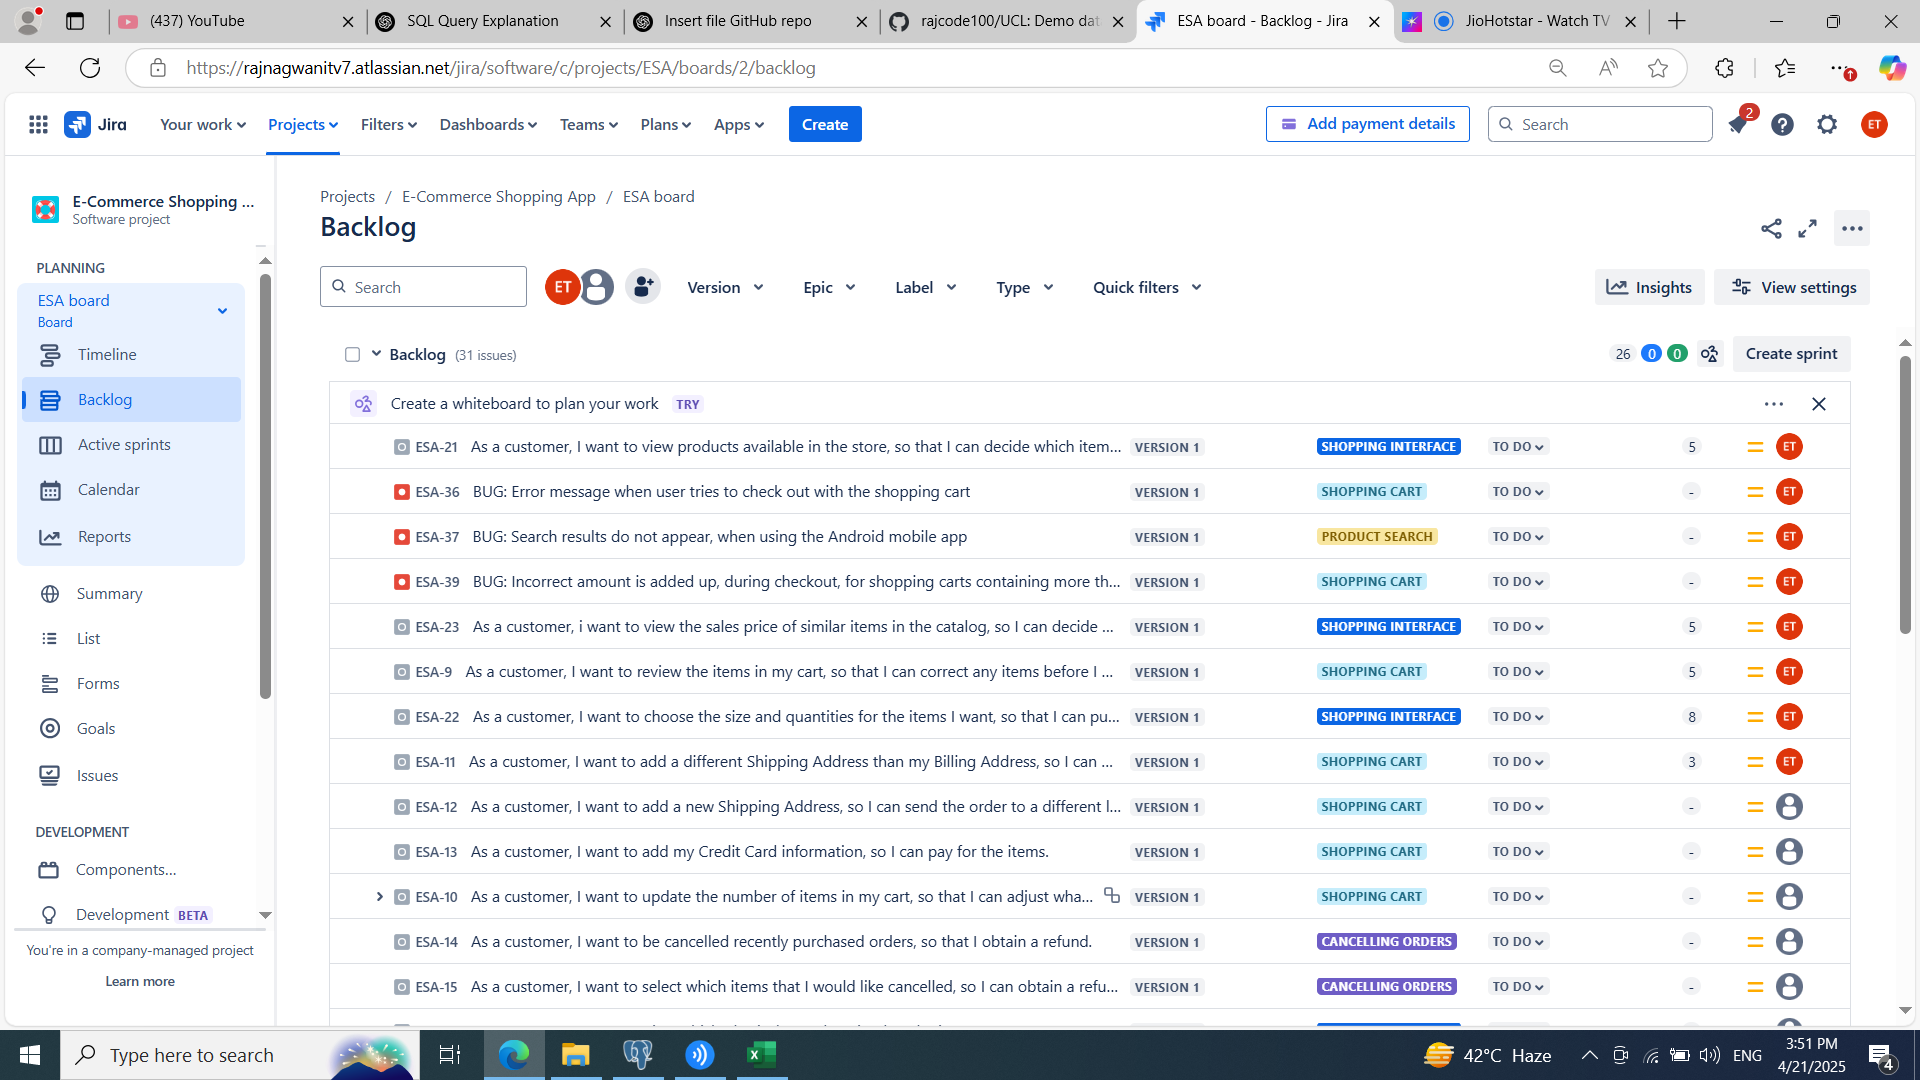 (437) YouTube
SQL Query Explanation
Insert file GitHub repo
rajcode100/UCL: Demo dat
ESA board - Backlog - Jira
JioHotstar - Watch TV
https://rajnagwanitv7.atlassian.net/jira/software/c/projects/ESA/boards/2/backlog
Jira Your work Projects Filters Dashboards Teams Plans Apps Create Add payment details Search 2 ET
E-Commerce Shopping ...
Software project
PLANNING
ESA board
Board
Timeline
Backlog
Active sprints
Calendar
Reports
Summary
List
Forms
Goals
Issues
DEVELOPMENT
Components...
Development BETA
You're in a company-managed project
Learn more
Projects / E-Commerce Shopping App / ESA board
Backlog
Search ET Version Epic Label Type Quick filters Insights View settings
Backlog (31 issues) 26 0 0 Create sprint
Create a whiteboard to plan your work TRY
ESA-21 As a customer, I want to view products available in the store, so that I can decide which item... VERSION 1 SHOPPING INTERFACE TO DO 5 ET
ESA-36 BUG: Error message when user tries to check out with the shopping cart VERSION 1 SHOPPING CART TO DO - ET
ESA-37 BUG: Search results do not appear, when using the Android mobile app VERSION 1 PRODUCT SEARCH TO DO - ET
ESA-39 BUG: Incorrect amount is added up, during checkout, for shopping carts containing more th... VERSION 1 SHOPPING CART TO DO - ET
ESA-23 As a customer, i want to view the sales price of similar items in the catalog, so I can decide ... VERSION 1 SHOPPING INTERFACE TO DO 5 ET
ESA-9 As a customer, I want to review the items in my cart, so that I can correct any items before I ... VERSION 1 SHOPPING CART TO DO 5 ET
ESA-22 As a customer, I want to choose the size and quantities for the items I want, so that I can pu... VERSION 1 SHOPPING INTERFACE TO DO 8 ET
ESA-11 As a customer, I want to add a different Shipping Address than my Billing Address, so I can ... VERSION 1 SHOPPING CART TO DO 3 ET
ESA-12 As a customer, I want to add a new Shipping Address, so I can send the order to a different l... VERSION 1 SHOPPING CART TO DO -
ESA-13 As a customer, I want to add my Credit Card information, so I can pay for the items. VERSION 1 SHOPPING CART TO DO -
ESA-10 As a customer, I want to update the number of items in my cart, so that I can adjust wha... VERSION 1 SHOPPING CART TO DO -
ESA-14 As a customer, I want to be cancelled recently purchased orders, so that I obtain a refund. VERSION 1 CANCELLING ORDERS TO DO -
ESA-15 As a customer, I want to select which items that I would like cancelled, so I can obtain a refu... VERSION 1 CANCELLING ORDERS TO DO -
Type here to search 42°C Haze ENG
3:51 PM
4/21/2025
4